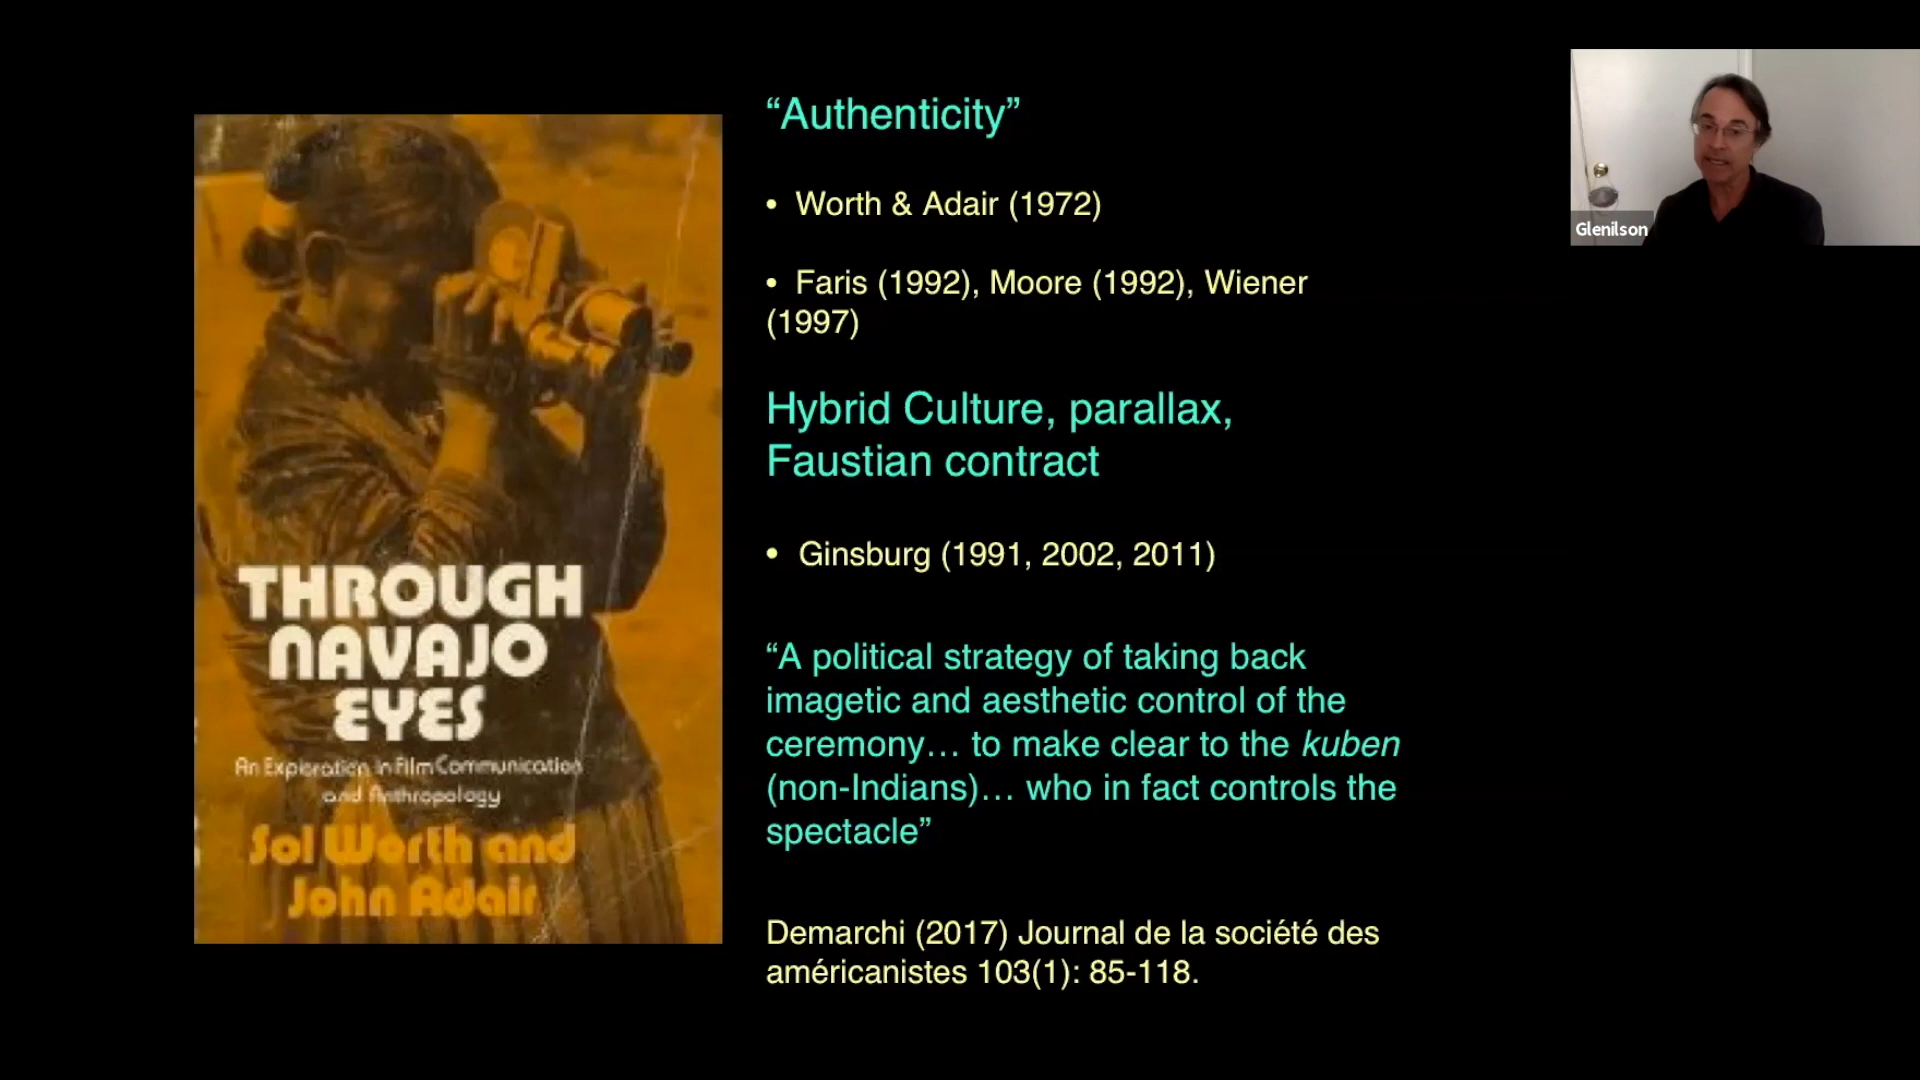 “Authenticity”
• Worth & Adair (1972)
• Faris (1992), Moore (1992), Wiener
(1997)
Hybrid Culture, parallax,
Faustian contract
• Ginsburg (1991, 2002, 2011)
“A political strategy of taking back
imagetic and aesthetic control of the
ceremony… to make clear to the kuben
(non-Indians)… who in fact controls the
spectacle”
Demarchi (2017) Journal de la société des
américanistes 103(1): 85-118.
THROUGH
NAVAJO
EYES
An Exploration in Film Communication
and Anthropology
Sol Worth and
John Adair
Glenilson